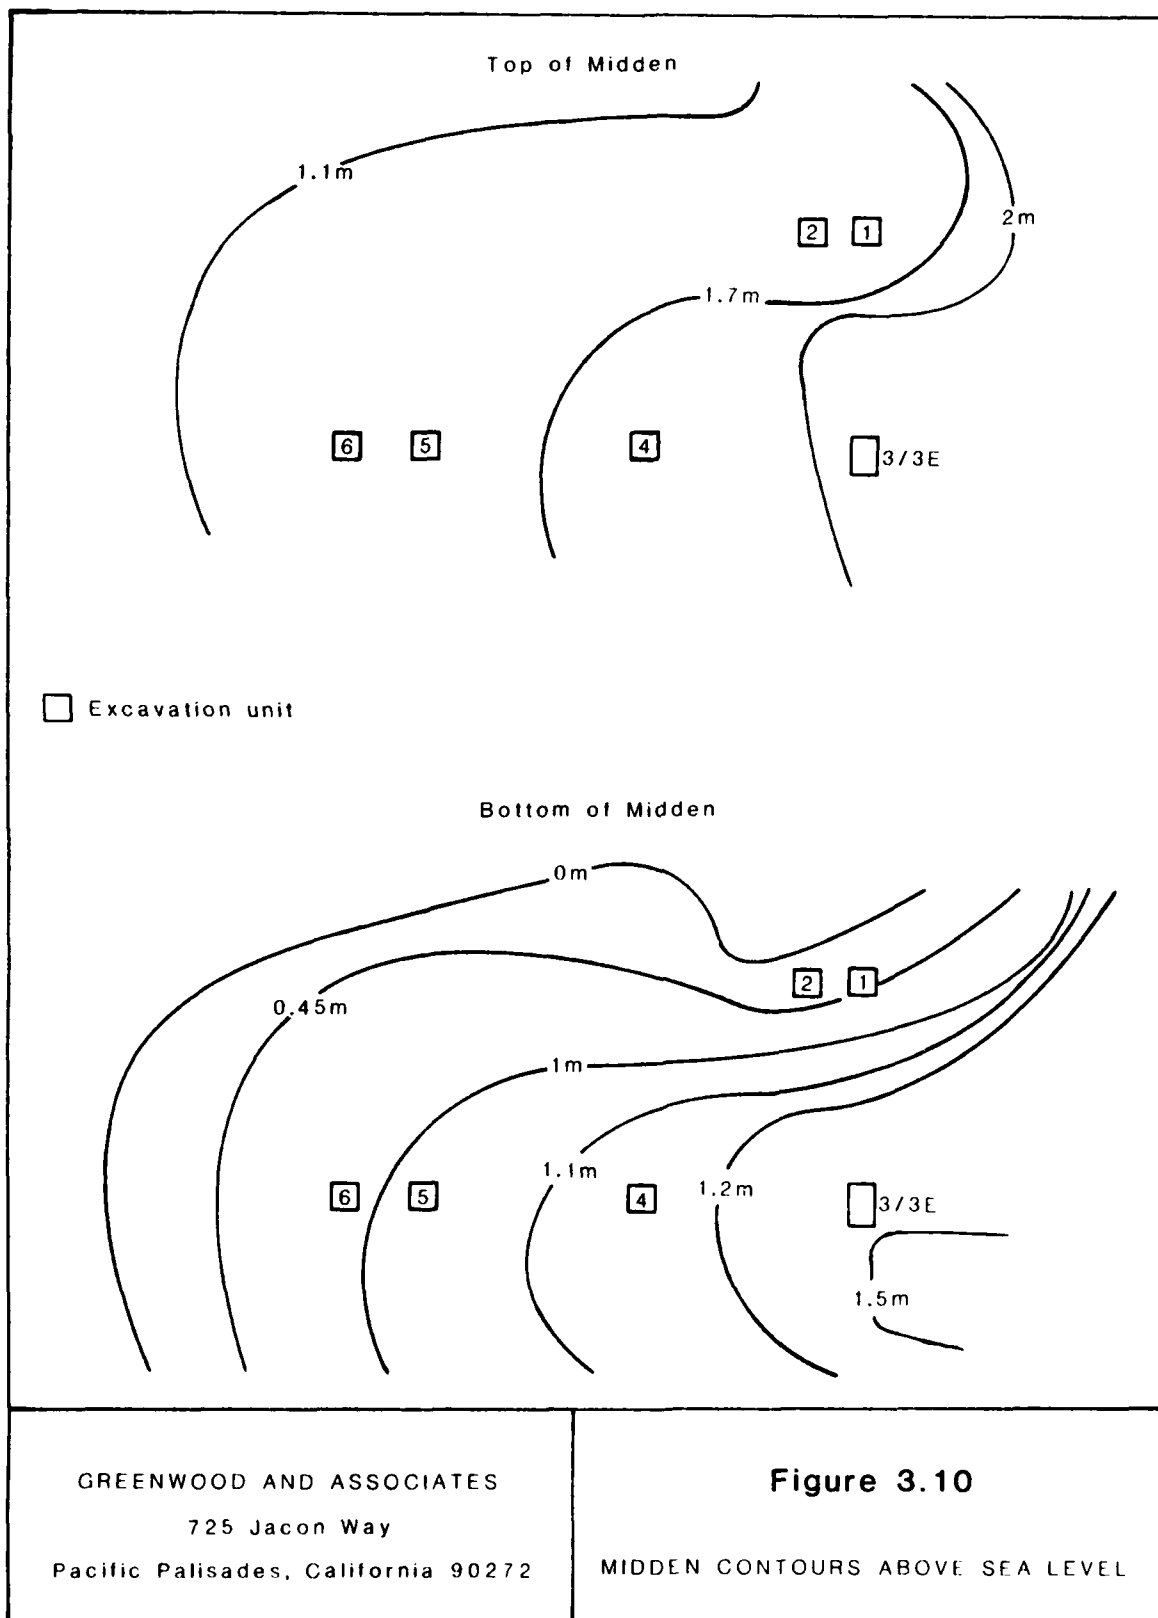 Top of Midden
1.1m
2m
2 1
1.7m
6 5 4 3/3E
Excavation unit
Bottom of Midden
0m
2 1
0.45m
1m
1.1m
6 5 4 1.2m 3/3E
1.5m
GREENWOOD AND ASSOCIATES
725 Jacon Way
Pacific Palisades, California 90272
Figure 3.10
MIDDEN CONTOURS ABOVE SEA LEVEL